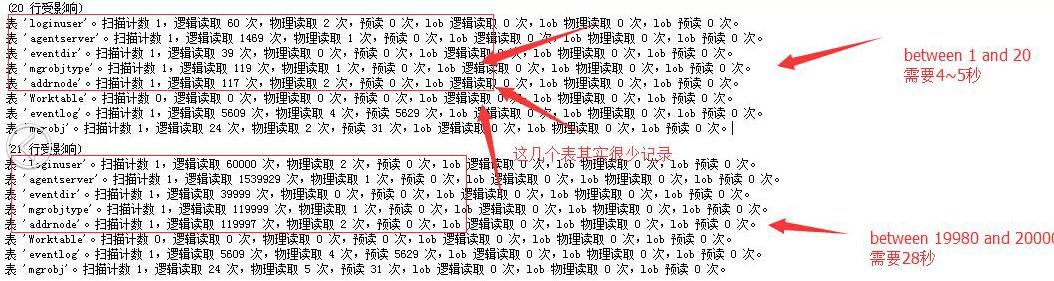 (20 行受影响)
表 'loginuser'。扫描计数 1，逻辑读取 60 次，物理读取 2 次，预读 0 次，lob 逻辑读取 0 次，lob 物理读取 0 次，lob 预读 0 次。
表 'agentserver'。扫描计数 1，逻辑读取 1469 次，物理读取 1 次，预读 0 次，lob 逻辑读取 0 次，lob 物理读取 0 次，lob 预读 0 次。
表 'eventdir'。扫描计数 1，逻辑读取 39 次，物理读取 0 次，预读 0 次，lob 逻辑读取 0 次，lob 物理读取 0 次，lob 预读 0 次。
表 'mgrobjtype'。扫描计数 1，逻辑读取 119 次，物理读取 1 次，预读 0 次，lob 逻辑读取 0 次，lob 物理读取 0 次，lob 预读 0 次。
表 'addrnode'。扫描计数 1，逻辑读取 117 次，物理读取 2 次，预读 0 次，lob 逻辑读取 0 次，lob 物理读取 0 次，lob 预读 0 次。
表 'Worktable'。扫描计数 0，逻辑读取 0 次，物理读取 0 次，预读 0 次，lob 逻辑读取 0 次，lob 物理读取 0 次，lob 预读 0 次。
表 'eventlog'。扫描计数 1，逻辑读取 5609 次，物理读取 4 次，预读 5629 次，lob 逻辑读取 0 次，lob 物理读取 0 次，lob 预读 0 次。
表 'mgrobj'。扫描计数 1，逻辑读取 24 次，物理读取 2 次，预读 31 次，lob 逻辑读取 0 次，lob 物理读取 0 次，lob 预读 0 次。
between 1 and 20
需要4~5秒
这几个表其实很少记录
(21 行受影响)
表 'loginuser'。扫描计数 1，逻辑读取 60000 次，物理读取 2 次，预读 0 次，lob 逻辑读取 0 次，lob 物理读取 0 次，lob 预读 0 次。
表 'agentserver'。扫描计数 1，逻辑读取 1539929 次，物理读取 1 次，预读 0 次，lob 逻辑读取 0 次，lob 物理读取 0 次，lob 预读 0 次。
表 'eventdir'。扫描计数 1，逻辑读取 39999 次，物理读取 0 次，预读 0 次，lob 逻辑读取 0 次，lob 物理读取 0 次，lob 预读 0 次。
表 'mgrobjtype'。扫描计数 1，逻辑读取 119999 次，物理读取 1 次，预读 0 次，lob 逻辑读取 0 次，lob 物理读取 0 次，lob 预读 0 次。
表 'addrnode'。扫描计数 1，逻辑读取 119997 次，物理读取 2 次，预读 0 次，lob 逻辑读取 0 次，lob 物理读取 0 次，lob 预读 0 次。
表 'Worktable'。扫描计数 0，逻辑读取 0 次，物理读取 0 次，预读 0 次，lob 逻辑读取 0 次，lob 物理读取 0 次，lob 预读 0 次。
表 'eventlog'。扫描计数 1，逻辑读取 5609 次，物理读取 4 次，预读 5629 次，lob 逻辑读取 0 次，lob 物理读取 0 次，lob 预读 0 次。
表 'mgrobj'。扫描计数 1，逻辑读取 24 次，物理读取 5 次，预读 31 次，lob 逻辑读取 0 次，lob 物理读取 0 次，lob 预读 0 次。
between 19980 and 20000
需要28秒